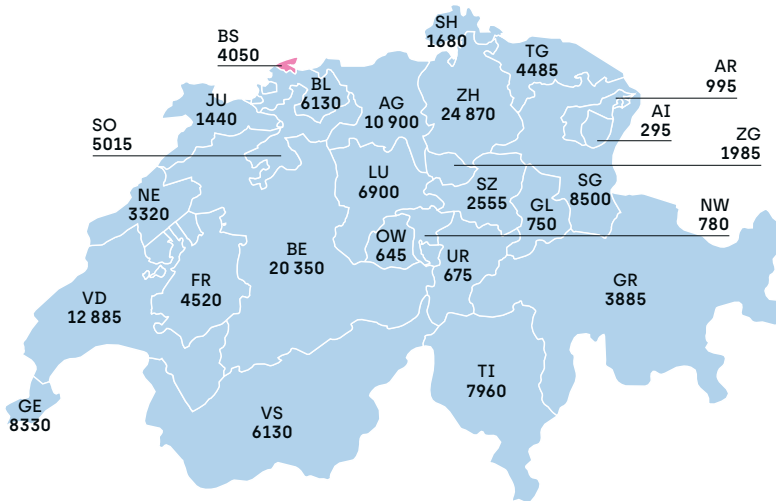 SH
1680
BS
4050
TG
4485
AR
995
BL
6130
JU
1440
AG
10 900
ZH
24 870
AI
295
SO
5015
ZG
1985
LU
6900
SZ
2555
SG
8500
NE
3320
GL
750
NW
780
OW
645
UR
675
BE
20 350
FR
4520
GR
3885
VD
12 885
TI
7960
GE
8330
VS
6130